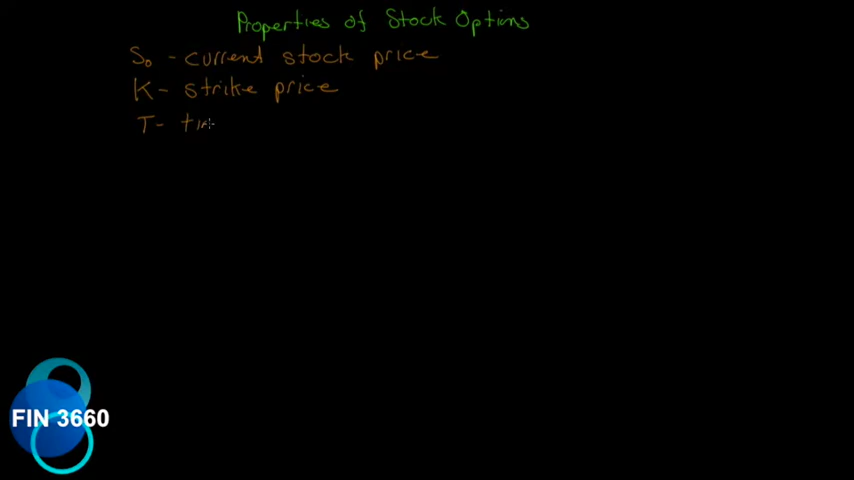 Properties of Stock Options
S₀ - current stock price
K - strike price
T -
FIN 3660